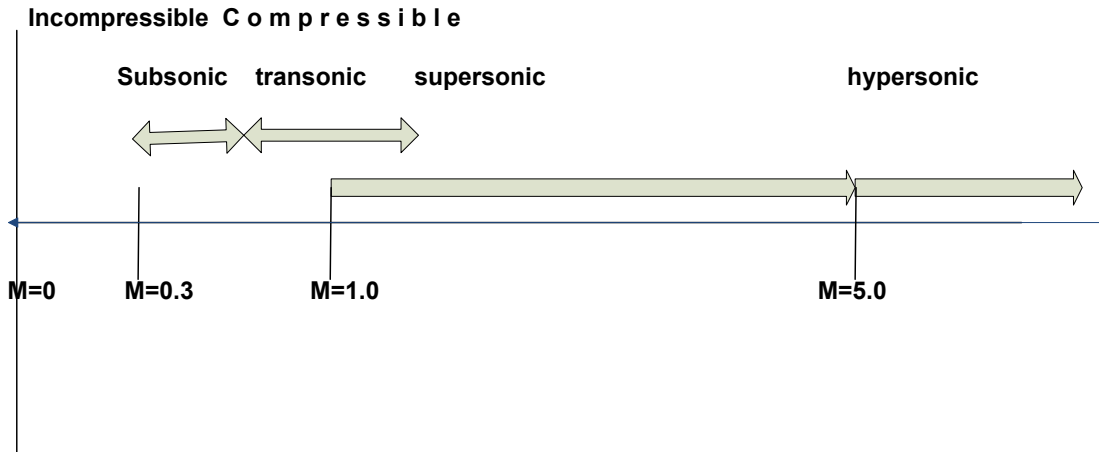 Incompressible C o m p r e s s i b l e
Subsonic transonic supersonic hypersonic
M=0 M=0.3 M=1.0 M=5.0